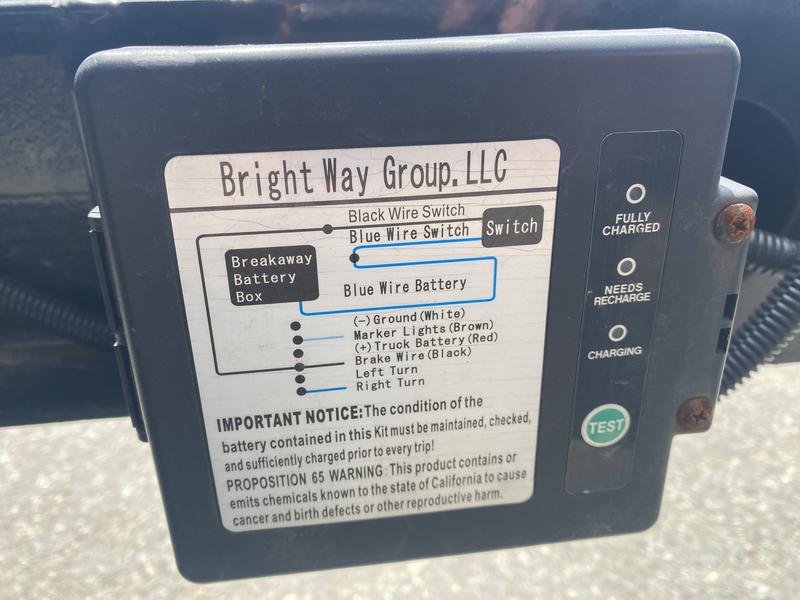 Bright Way Group.LLC
Black Wire Switch
Blue Wire Switch
Switch
Breakaway
Battery
Box
Blue Wire Battery
(-)Ground(White)
Marker Lights(Brown)
(+)Truck Battery(Red)
Brake Wire(Black)
Left Turn
Right Turn
IMPORTANT NOTICE:The condition of the
battery contained in this Kit must be maintained, checked,
and sufficiently charged prior to every trip!
PROPOSITION 65 WARNING: This product contains or
emits chemicals known to the state of California to cause
cancer and birth defects or other reproductive harm.
FULLY
CHARGED
NEEDS
RECHARGE
CHARGING
TEST